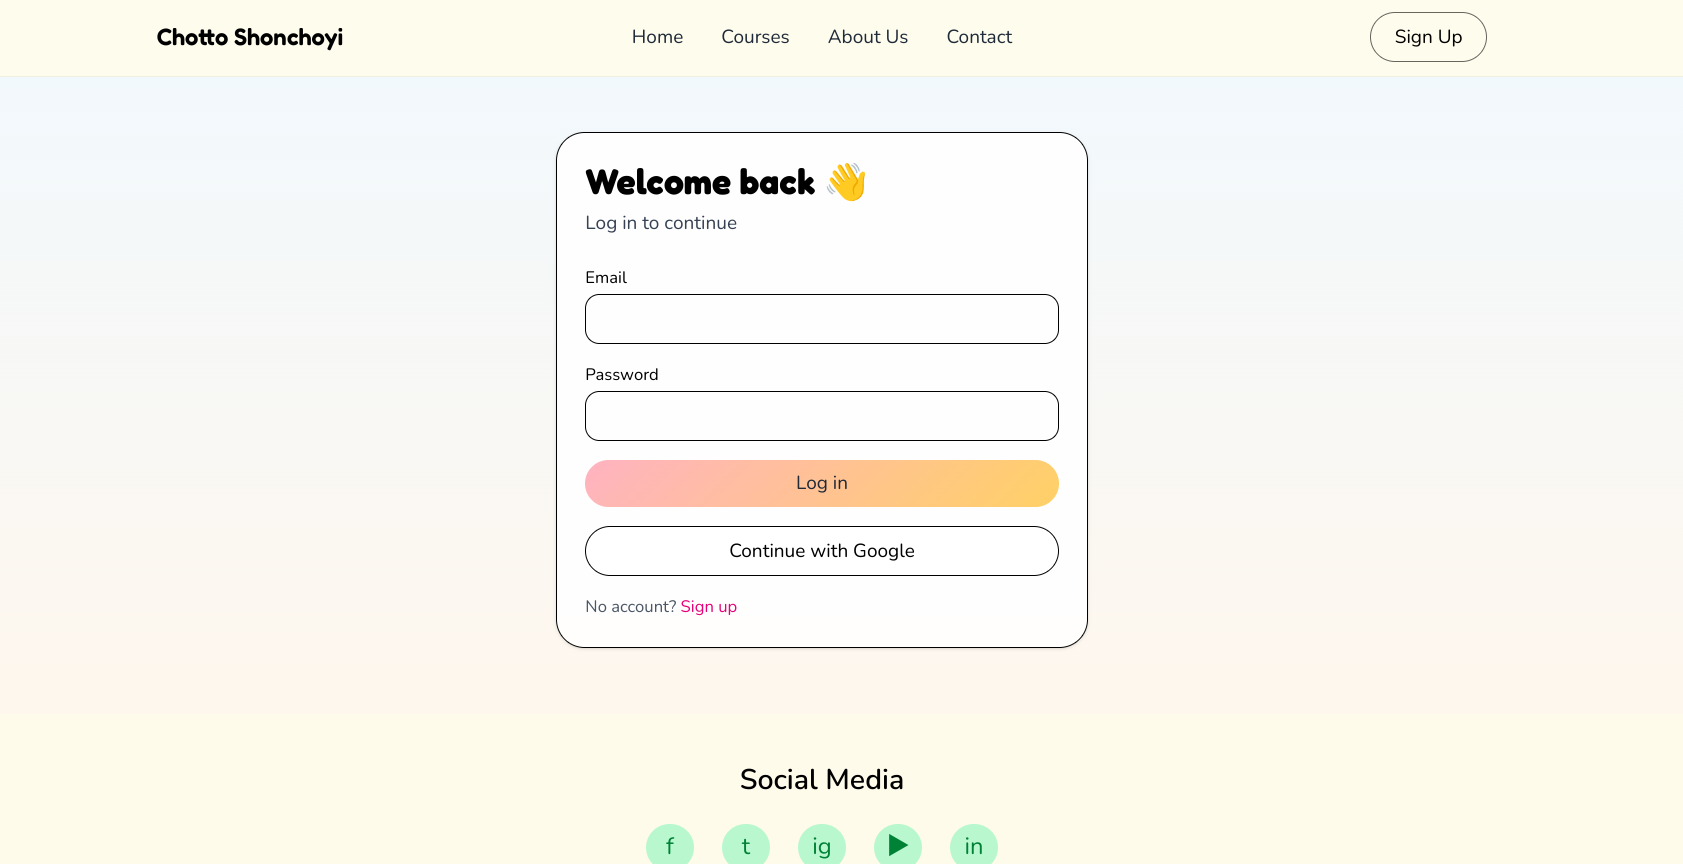 Chotto Shonchoyi
Home Courses About Us Contact
Sign Up
Welcome back 👋
Log in to continue
Email
Password
Log in
Continue with Google
No account? Sign up
Social Media
f t ig ▶ in